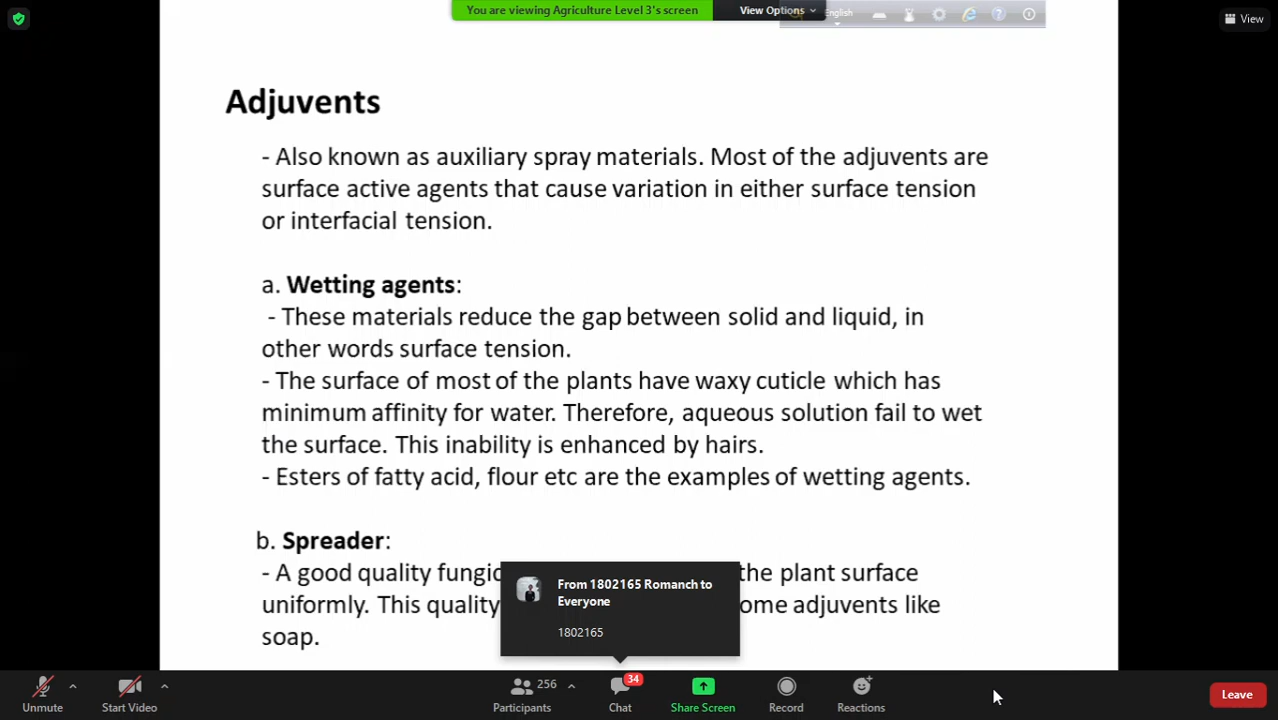 You are viewing Agriculture Level 3's screen
View Options
English
View
Adjuvents
- Also known as auxiliary spray materials. Most of the adjuvents are
surface active agents that cause variation in either surface tension
or interfacial tension.
a. Wetting agents:
- These materials reduce the gap between solid and liquid, in
other words surface tension.
- The surface of most of the plants have waxy cuticle which has
minimum affinity for water. Therefore, aqueous solution fail to wet
the surface. This inability is enhanced by hairs.
- Esters of fatty acid, flour etc are the examples of wetting agents.
b. Spreader:
- A good quality the plant surface
uniformly. This quality adjuvents like
soap.
From 1802165 Romanch to
Everyone
1802165
256
34
Unmute
Start Video
Participants
Chat
Share Screen
Record
Reactions
Leave